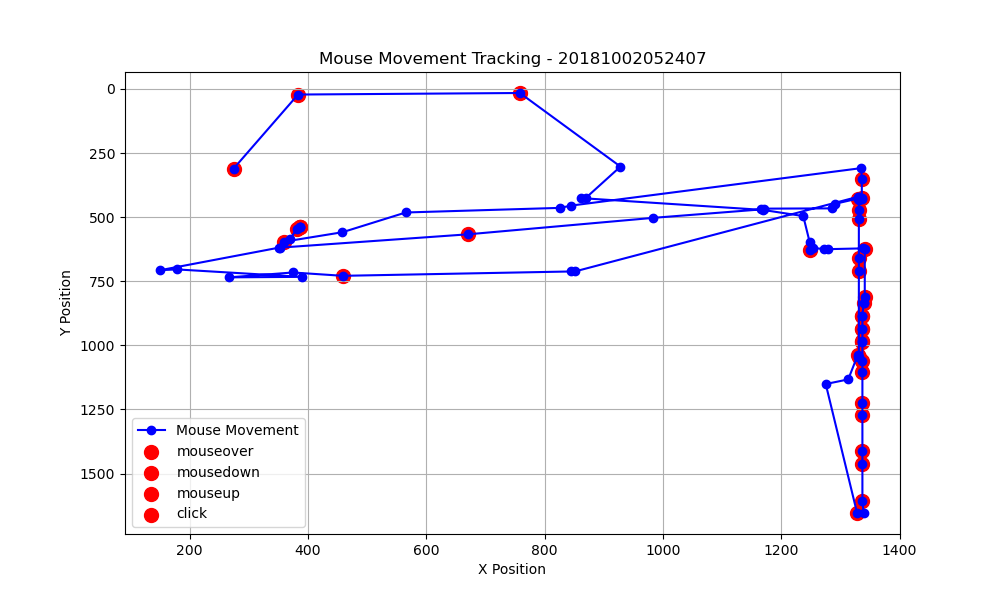 Mouse Movement Tracking - 20181002052407
Y Position
0
250
500
750
1000
1250
1500
Mouse Movement
mouseover
mousedown
mouseup
click
200
400
600
800
1000
1200
1400
X Position